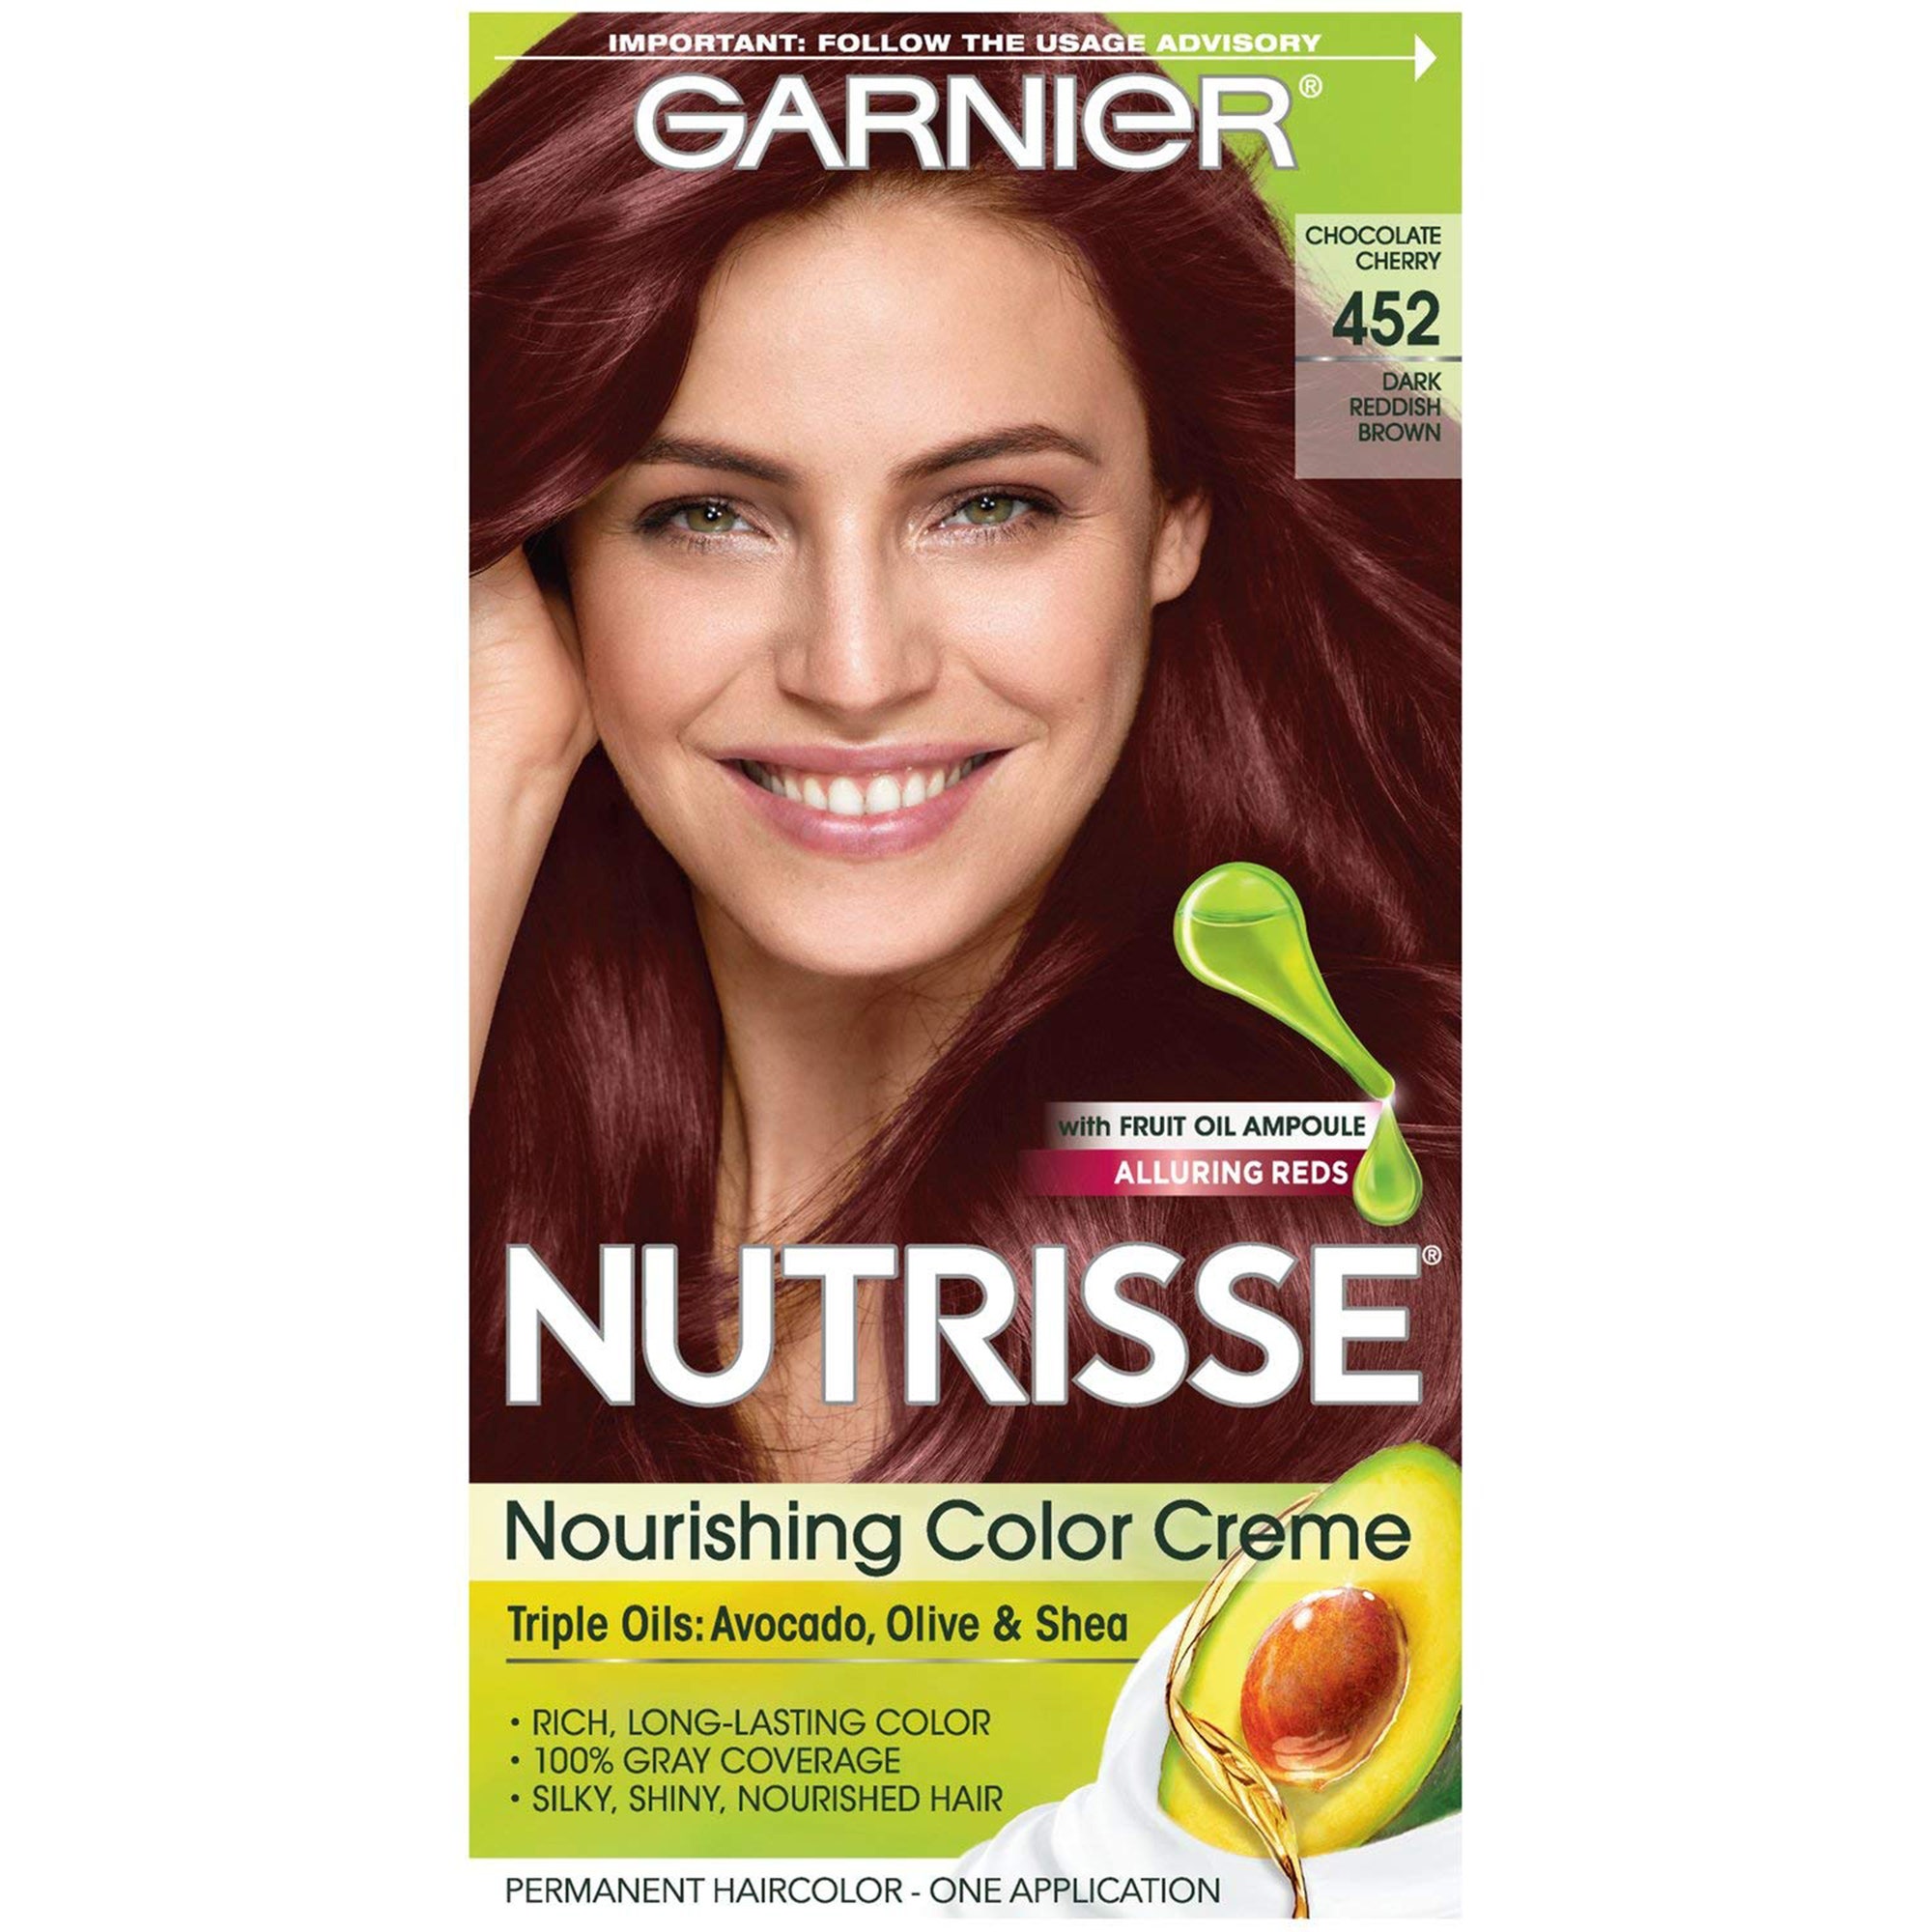 IMPORTANT: FOLLOW THE USAGE ADVISORY
GARNIER®
CHOCOLATE
CHERRY
452
DARK
REDDISH
BROWN
with FRUIT OIL AMPOULE
ALLURING REDS
NUTRISSE®
Nourishing Color Creme
Triple Oils: Avocado, Olive & Shea
• RICH, LONG-LASTING COLOR
• 100% GRAY COVERAGE
• SILKY, SHINY, NOURISHED HAIR
PERMANENT HAIRCOLOR - ONE APPLICATION